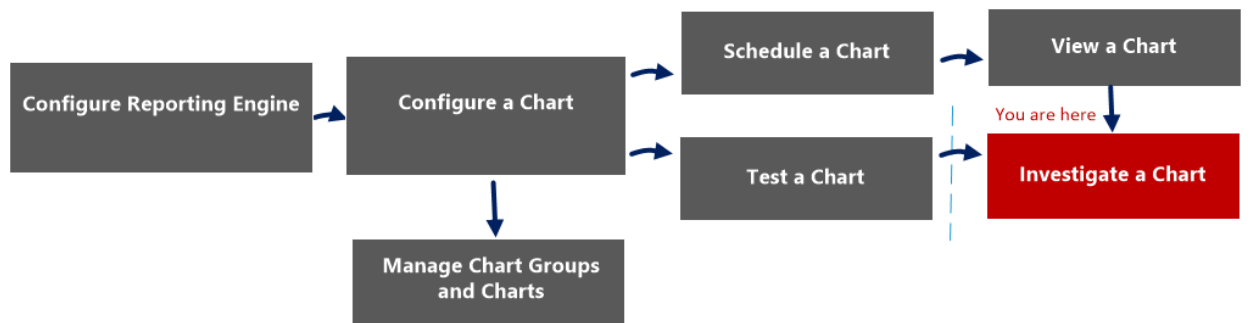 Configure Reporting Engine
Configure a Chart
Schedule a Chart
View a Chart
You are here
Test a Chart
Investigate a Chart
Manage Chart Groups
and Charts